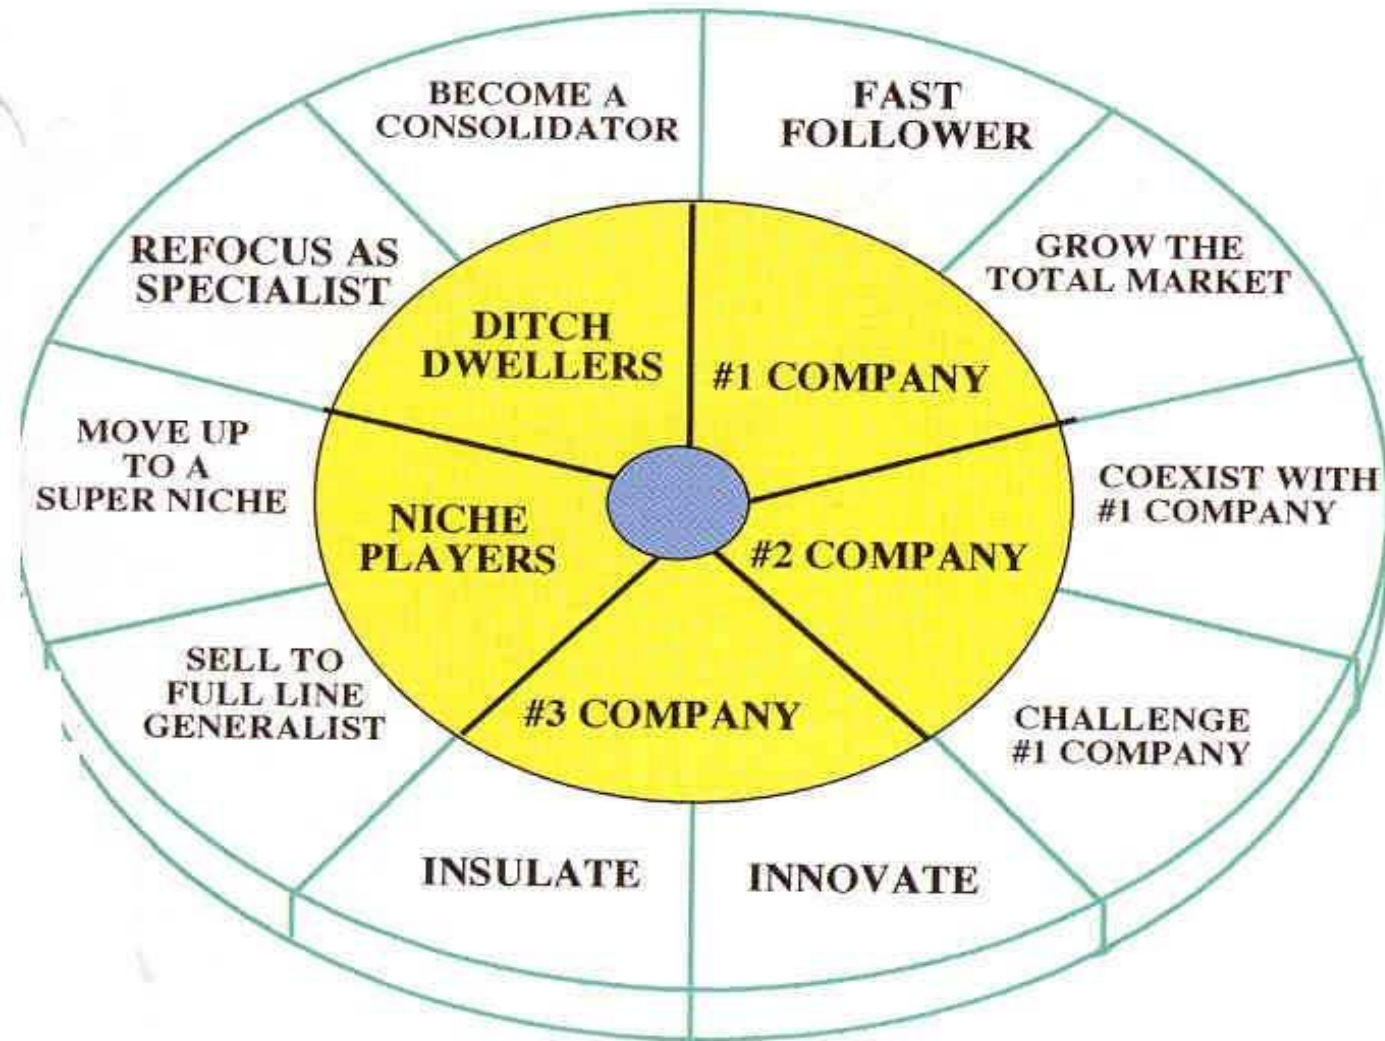 BECOME A
CONSOLIDATOR
FAST
FOLLOWER
REFOCUS AS
SPECIALIST
GROW THE
TOTAL MARKET
DITCH
DWELLERS
#1 COMPANY
MOVE UP
TO A
SUPER NICHE
COEXIST WITH
#1 COMPANY
NICHE
PLAYERS
#2 COMPANY
SELL TO
FULL LINE
GENERALIST
#3 COMPANY
CHALLENGE
#1 COMPANY
INSULATE
INNOVATE